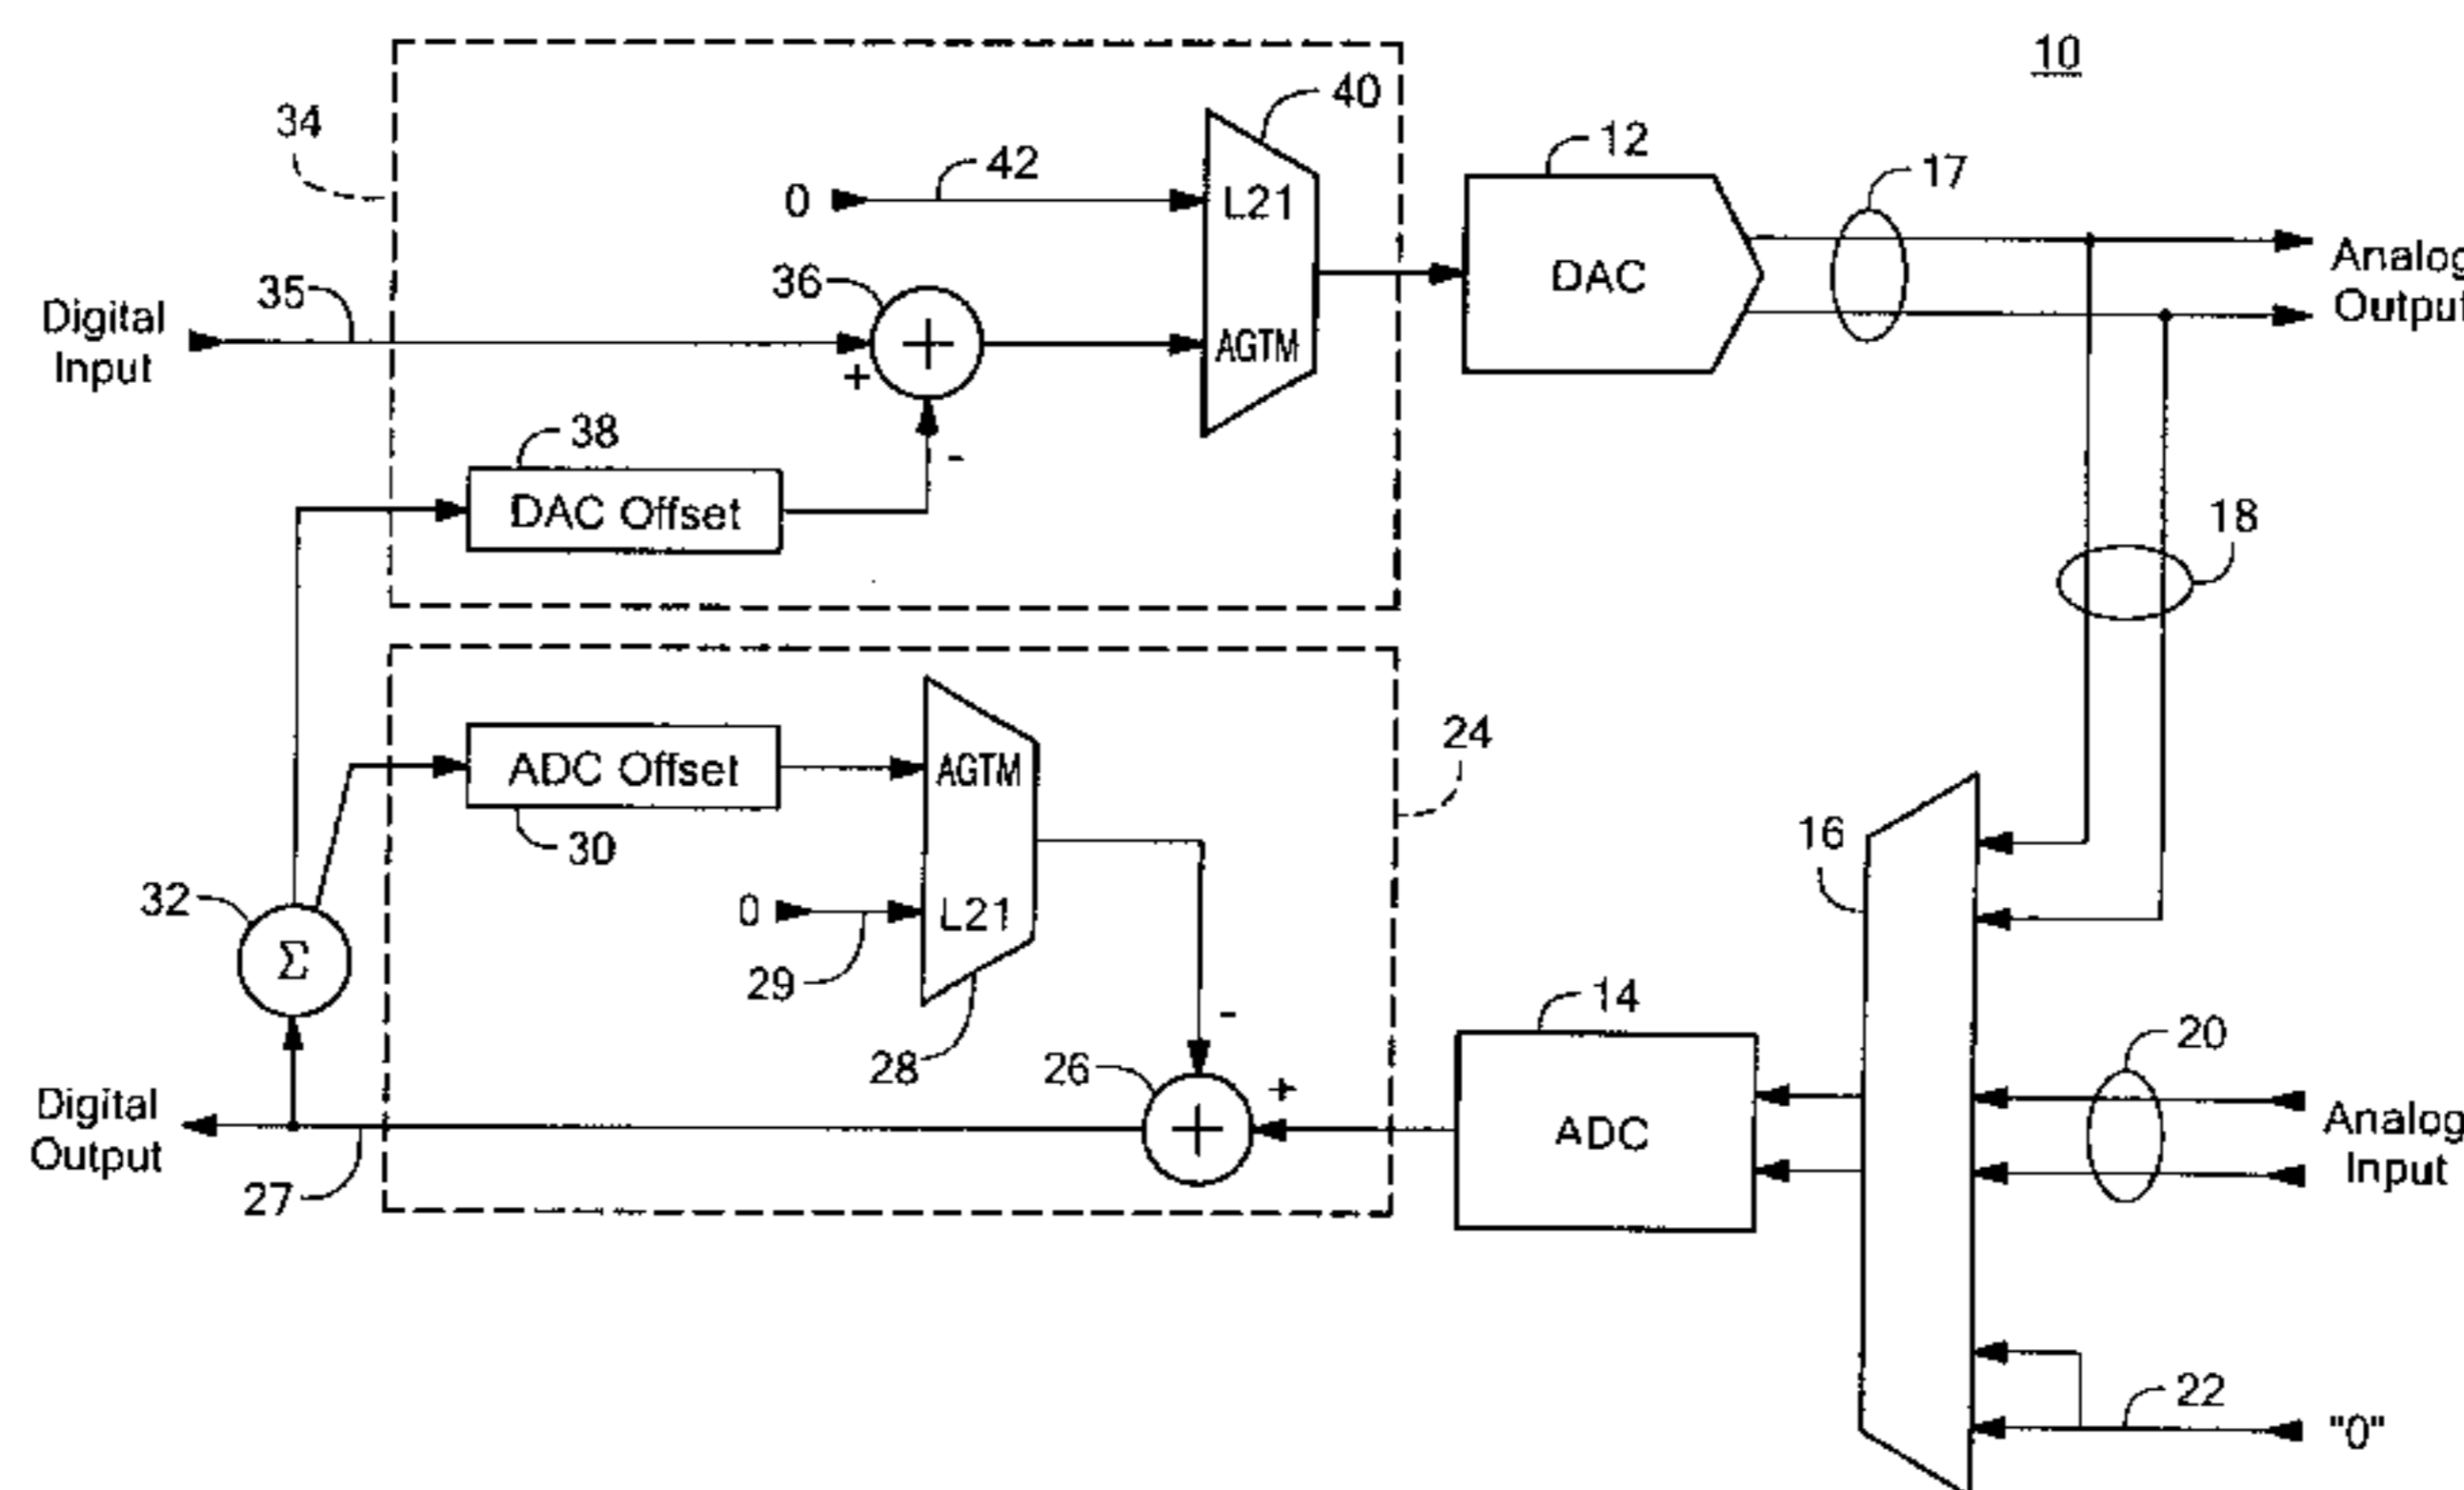 10
34
40
42
0
L21
12
17
DAC
Analog
Output
35
36
Digital
Input
+
+
AGTM
38
-
DAC Offset
18
24
ADC Offset
AGTM
30
16
32
Σ
0
L21
29
28
-
14
20
26
+
+
ADC
Digital
Output
27
Analog
Input
22
"0"